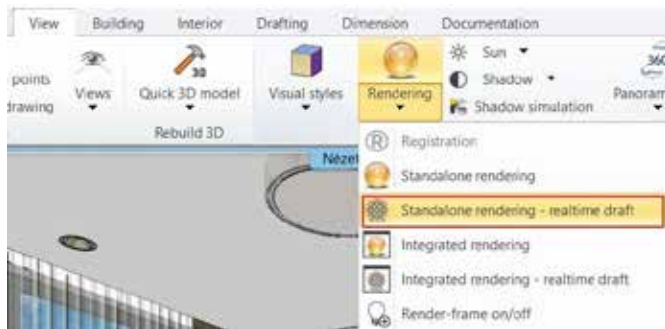 View Building Interior Drafting Dimension Documentation
points
drawing
Views
3D
Quick 3D model
Visual styles
Rendering
Sun
Shadow
Shadow simulation
360
Panoram
Rebuild 3D
Nézet
Registration
Standalone rendering
Standalone rendering - realtime draft
Integrated rendering
Integrated rendering - realtime draft
Render-frame on/off